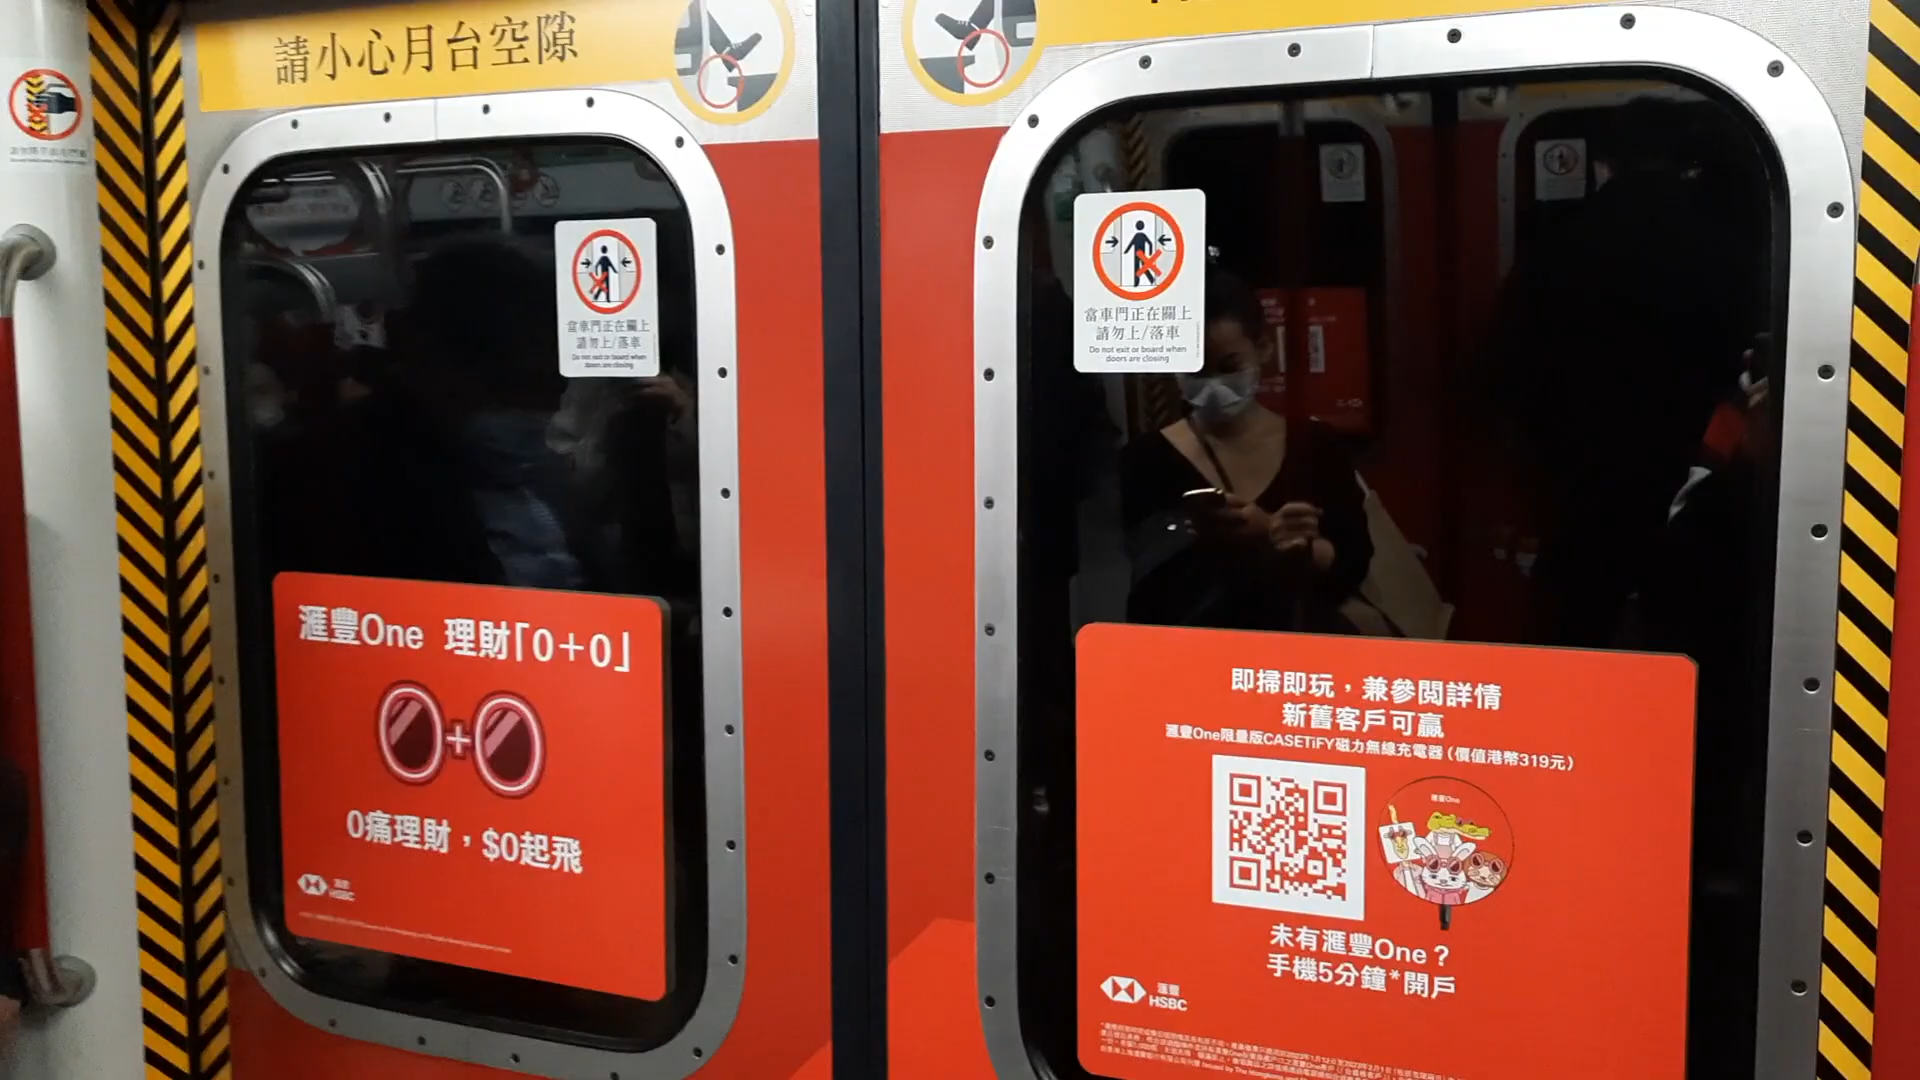 請小心月台空隙
當車門正在關上
請勿上/落車
Do not exit or board when
doors are closing
當車門正在關上
請勿上/落車
Do not exit or board when
doors are closing
滙豐One 理財「0+0」
0痛理財，$0起飛
滙豐
HSBC
即掃即玩，兼參閱詳情
新舊客戶可贏
滙豐One限量版CASETiFY磁力無線充電器（價值港幣319元）
滙豐One
未有滙豐One？
手機5分鐘*開戶
滙豐
HSBC